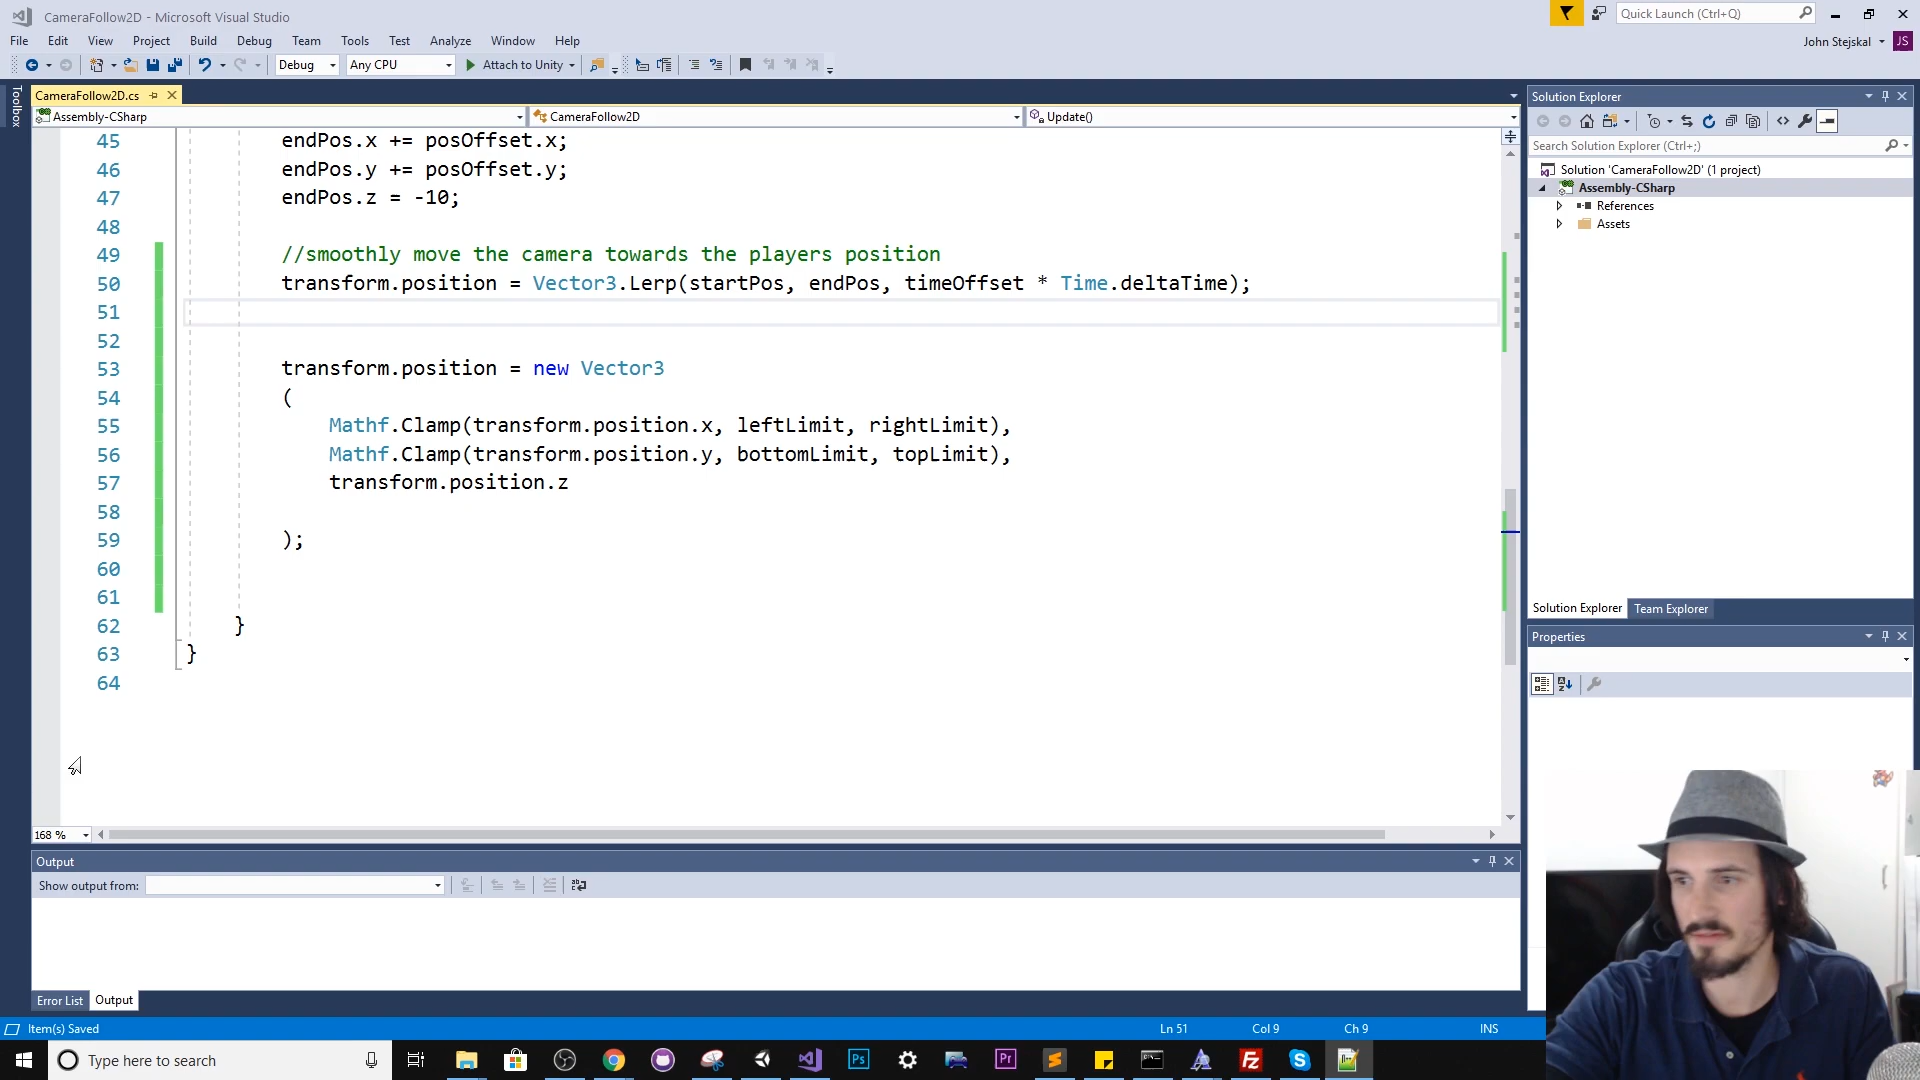 CameraFollow2D - Microsoft Visual Studio
Quick Launch (Ctrl+Q)
File Edit View Project Build Debug Team Tools Test Analyze Window Help
John Stejskal JS
Debug Any CPU Attach to Unity
Toolbox
CameraFollow2D.cs
Assembly-CSharp CameraFollow2D Update()
45 endPos.x += posOffset.x;
46 endPos.y += posOffset.y;
47 endPos.z = -10;
48
49 //smoothly move the camera towards the players position
50 transform.position = Vector3.Lerp(startPos, endPos, timeOffset * Time.deltaTime);
51
52
53 transform.position = new Vector3
54 (
55 Mathf.Clamp(transform.position.x, leftLimit, rightLimit),
56 Mathf.Clamp(transform.position.y, bottomLimit, topLimit),
57 transform.position.z
58
59 );
60
61
62 }
63 }
64
168 %
Solution Explorer
Search Solution Explorer (Ctrl+;)
Solution 'CameraFollow2D' (1 project)
Assembly-CSharp
References
Assets
Solution Explorer Team Explorer
Properties
Output
Show output from:
Error List Output
Item(s) Saved Ln 51 Col 9 Ch 9 INS
Type here to search
Ps
Pr
Fz